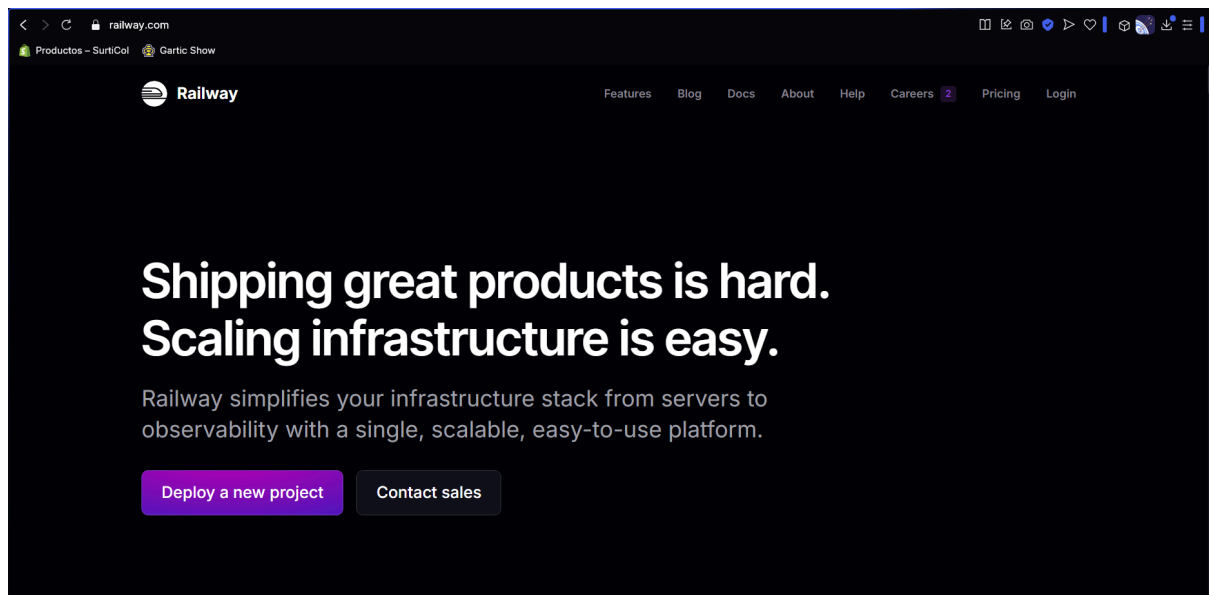 railway.com
Productos – SurtiCol Gartic Show
Railway Features Blog Docs About Help Careers 2 Pricing Login
Shipping great products is hard.
Scaling infrastructure is easy.
Railway simplifies your infrastructure stack from servers to
observability with a single, scalable, easy-to-use platform.
Deploy a new project Contact sales